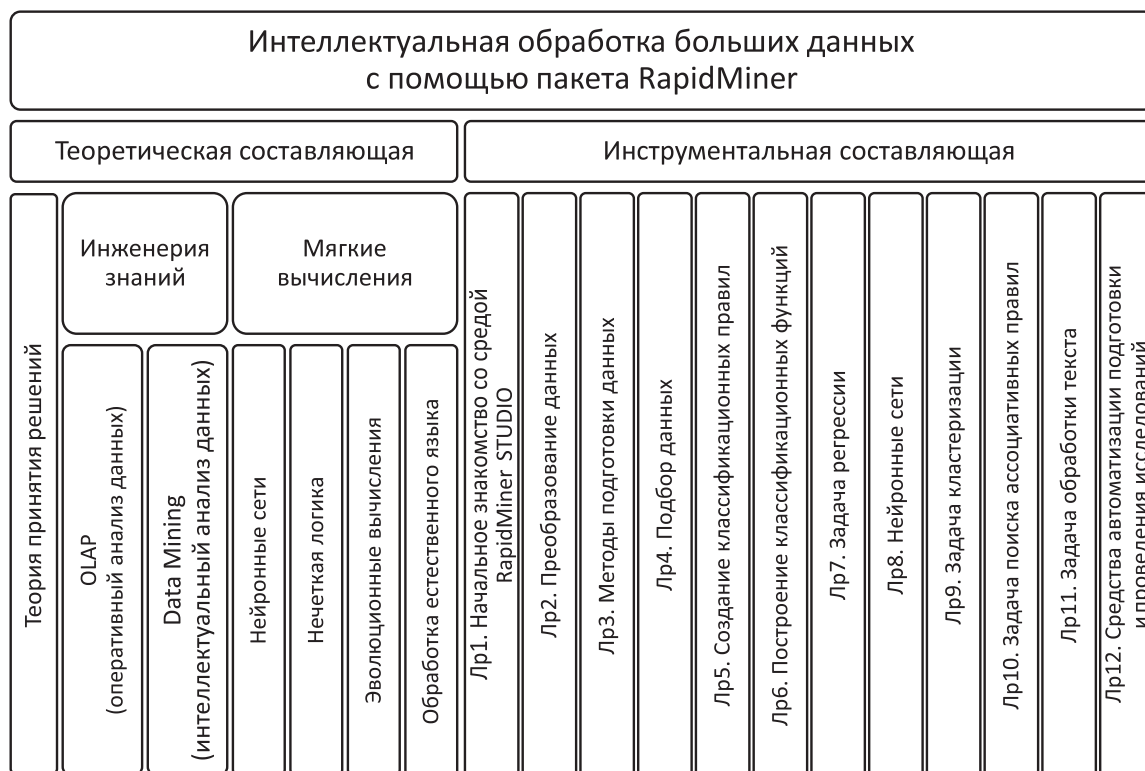 Интеллектуальная обработка больших данных
с помощью пакета RapidMiner
Теоретическая составляющая
Инструментальная составляющая
Теория принятия решений
Инженерия
знаний
OLAP
(оперативный анализ данных)
Data Mining
(интеллектуальный анализ данных)
Мягкие
вычисления
Нейронные сети
Нечеткая логика
Эволюционные вычисления
Обработка естественного языка
Лр1. Начальное знакомство со средой
RapidMiner STUDIO
Лр2. Преобразование данных
Лр3. Методы подготовки данных
Лр4. Подбор данных
Лр5. Создание классификационных правил
Лр6. Построение классификационных функций
Лр7. Задача регрессии
Лр8. Нейронные сети
Лр9. Задача кластеризации
Лр10. Задача поиска ассоциативных правил
Лр11. Задача обработки текста
Лр12. Средства автоматизации подготовки
и проведения исследований